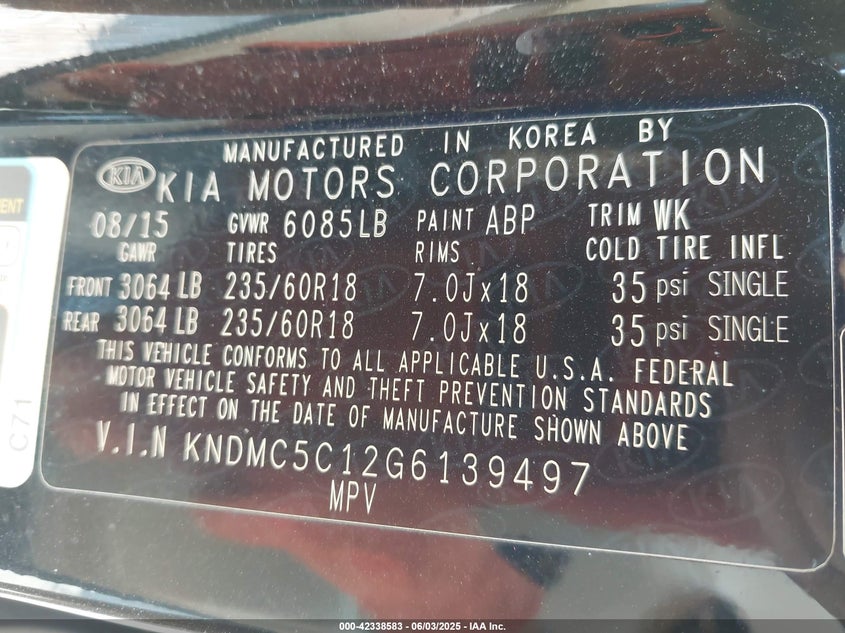 MANUFACTURED IN KOREA BY
KIA KIA MOTORS CORPORATION
08/15 GVWR 6085LB PAINT ABP TRIM WK
GAWR TIRES RIMS COLD TIRE INFL
FRONT 3064 LB 235/60R18 7.0Jx18 35 psi SINGLE
REAR 3064 LB 235/60R18 7.0Jx18 35 psi SINGLE
THIS VEHICLE CONFORMS TO ALL APPLICABLE U.S.A. FEDERAL
MOTOR VEHICLE SAFETY AND THEFT PREVENTION STANDARDS
IN EFFECT ON THE DATE OF MANUFACTURE SHOWN ABOVE
V.I.N KNDMC5C12G6139497
MPV
C71
000-42338583 - 06/03/2025 - IAA Inc.